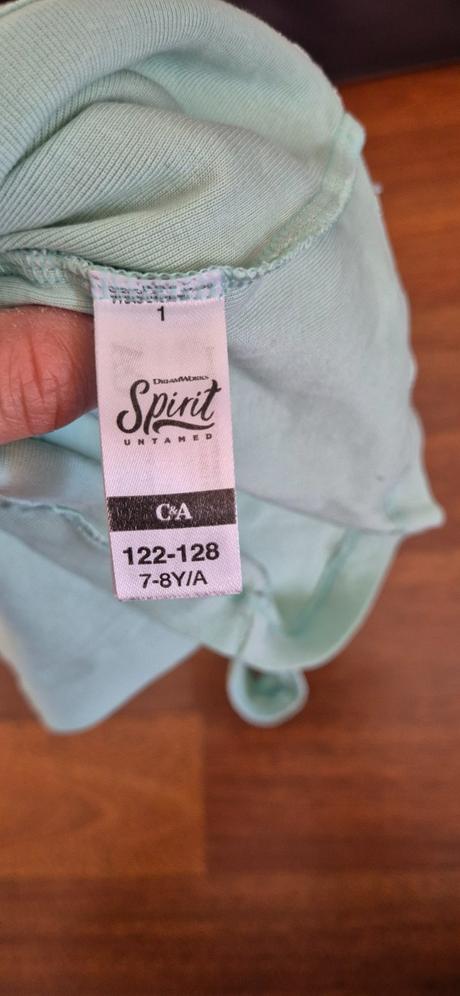 1
DREAMWORKS
Spirit
UNTAMED
C&A
122-128
7-8Y/A